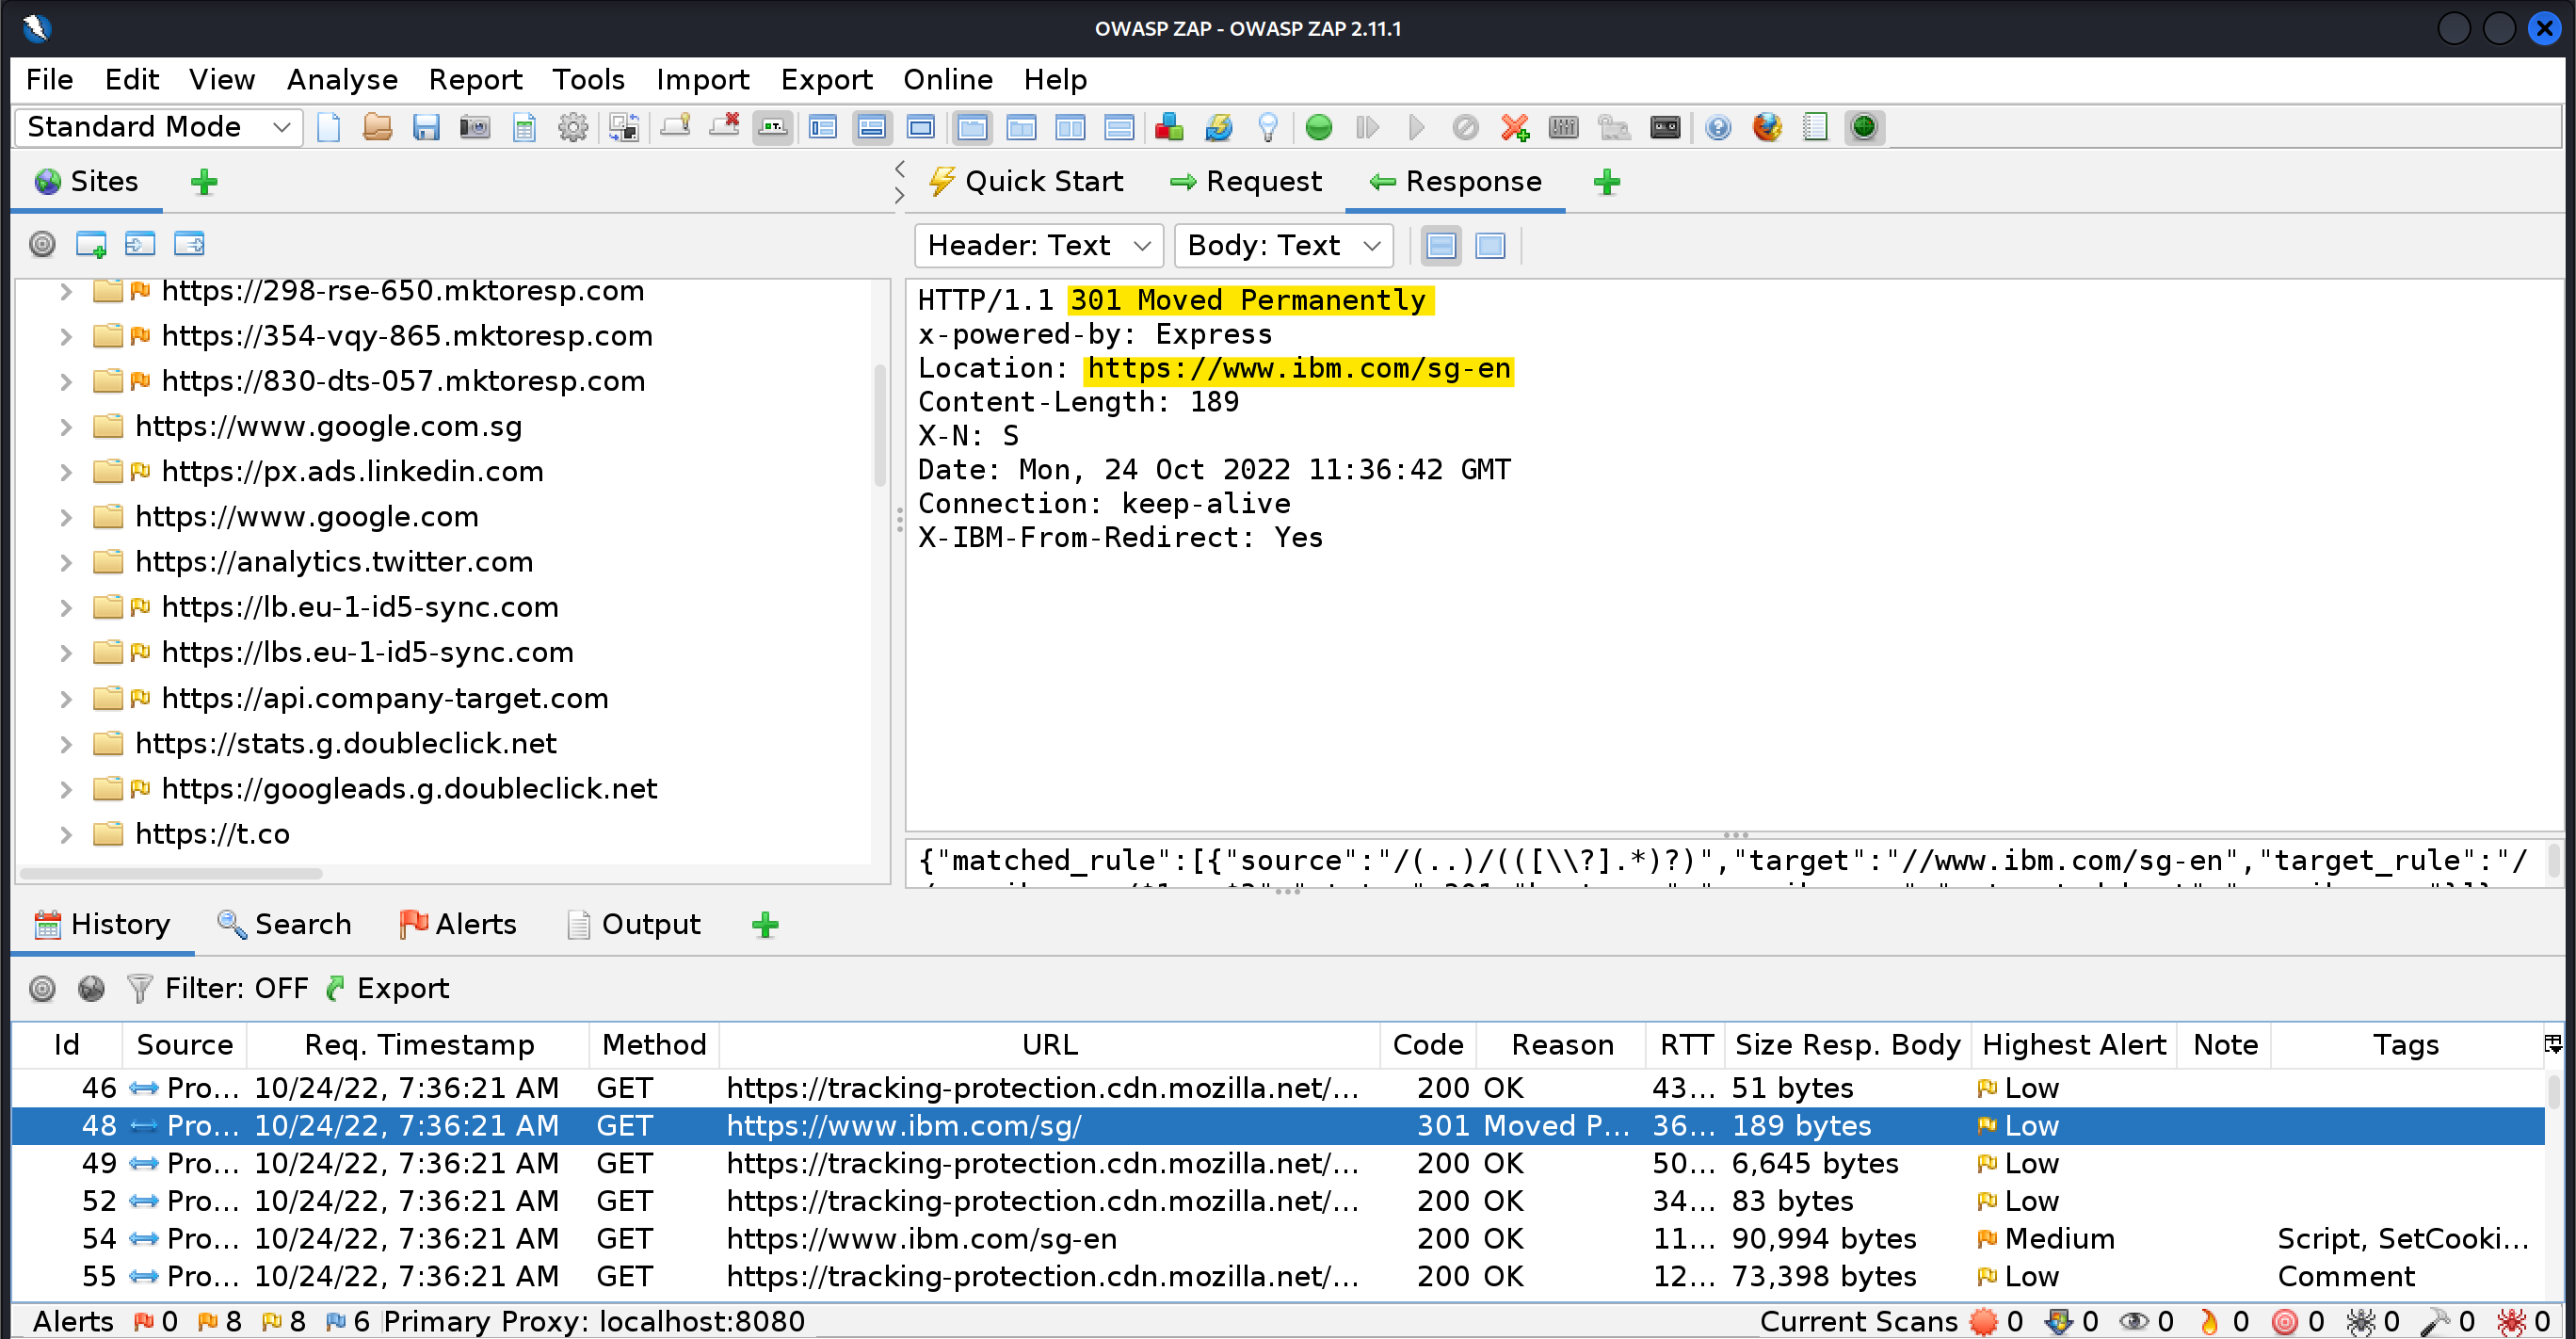 OWASP ZAP - OWASP ZAP 2.11.1
File Edit View Analyse Report Tools Import Export Online Help
Standard Mode
Sites
Quick Start Request Response
Header: Text Body: Text
https://298-rse-650.mktoresp.com
https://354-vqy-865.mktoresp.com
https://830-dts-057.mktoresp.com
https://www.google.com.sg
https://px.ads.linkedin.com
https://www.google.com
https://analytics.twitter.com
https://lb.eu-1-id5-sync.com
https://lbs.eu-1-id5-sync.com
https://api.company-target.com
https://stats.g.doubleclick.net
https://googleads.g.doubleclick.net
https://t.co
HTTP/1.1 301 Moved Permanently
x-powered-by: Express
Location: https://www.ibm.com/sg-en
Content-Length: 189
X-N: S
Date: Mon, 24 Oct 2022 11:36:42 GMT
Connection: keep-alive
X-IBM-From-Redirect: Yes
{"matched_rule":[{"source":"/(..)/(([\\?].*)?)","target":"//www.ibm.com/sg-en","target_rule":"/
History Search Alerts Output
Filter: OFF Export
Id Source Req. Timestamp Method URL Code Reason RTT Size Resp. Body Highest Alert Note Tags
46 Pro... 10/24/22, 7:36:21 AM GET https://tracking-protection.cdn.mozilla.net/... 200 OK 43... 51 bytes Low
48 Pro... 10/24/22, 7:36:21 AM GET https://www.ibm.com/sg/ 301 Moved P... 36... 189 bytes Low
49 Pro... 10/24/22, 7:36:21 AM GET https://tracking-protection.cdn.mozilla.net/... 200 OK 50... 6,645 bytes Low
52 Pro... 10/24/22, 7:36:21 AM GET https://tracking-protection.cdn.mozilla.net/... 200 OK 34... 83 bytes Low
54 Pro... 10/24/22, 7:36:21 AM GET https://www.ibm.com/sg-en 200 OK 11... 90,994 bytes Medium Script, SetCooki...
55 Pro... 10/24/22, 7:36:21 AM GET https://tracking-protection.cdn.mozilla.net/... 200 OK 12... 73,398 bytes Low Comment
Alerts 0 8 8 6 Primary Proxy: localhost:8080 Current Scans 0 0 0 0 0 0 0 0